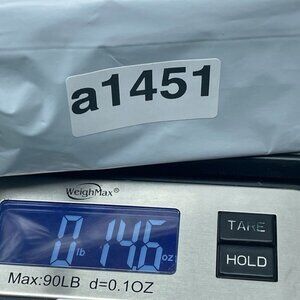 a1451
WeighMax®
0 lb 14.6 oz
TARE
HOLD
Max:90LB d=0.1OZ